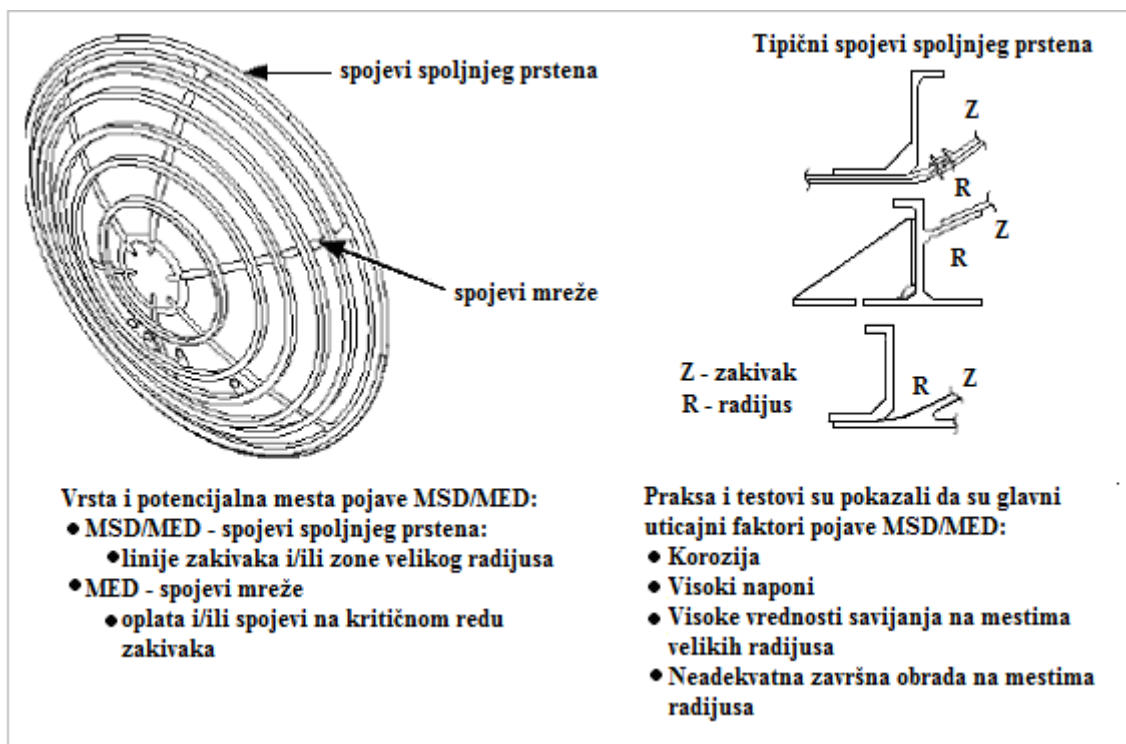 Tipični spojevi spoljnjeg prstena
spojevi spoljnjeg prstena
Z
R
Z
R
spojevi mreže
Z - zakivak
R - radijus
R
Z
Vrsta i potencijalna mesta pojave MSD/MED:
● MSD/MED - spojevi spoljnjeg prstena:
● linije zakivaka i/ili zone velikog radijusa
● MED - spojevi mreže
● oplata i/ili spojevi na kritičnom redu
zakivaka
Praksa i testovi su pokazali da su glavni
uticajni faktori pojave MSD/MED:
● Korozija
● Visoki naponi
● Visoke vrednosti savijanja na mestima
velikih radijusa
● Neadekvatna završna obrada na mestima
radijusa